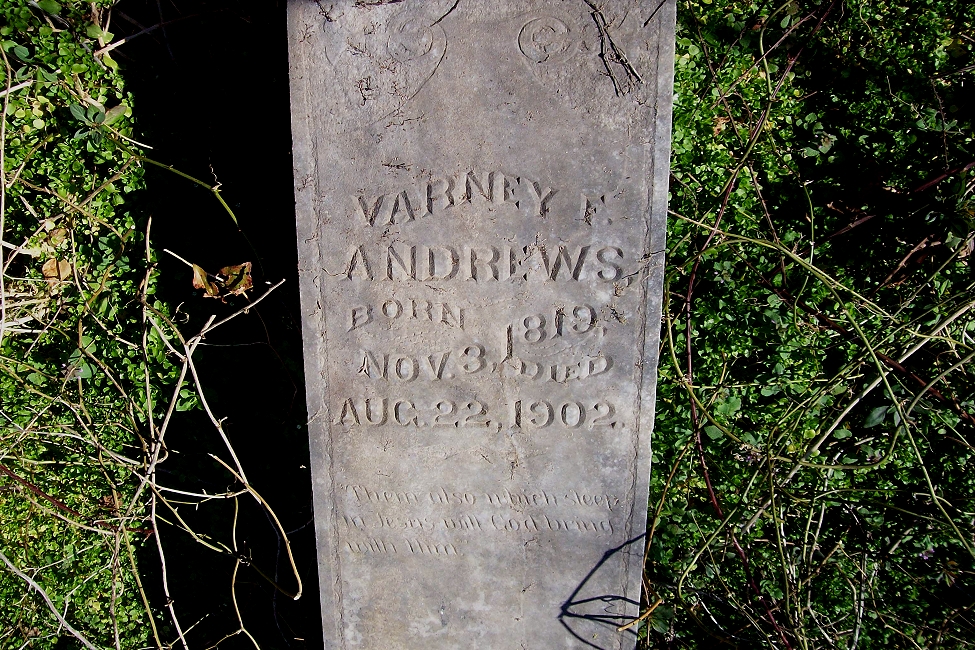 VARNEY F.
ANDREWS,
BORN
NOV. 3, 1819,
DIED
AUG. 22, 1902.
"Them also which sleep
in Jesus will God bring
with him."